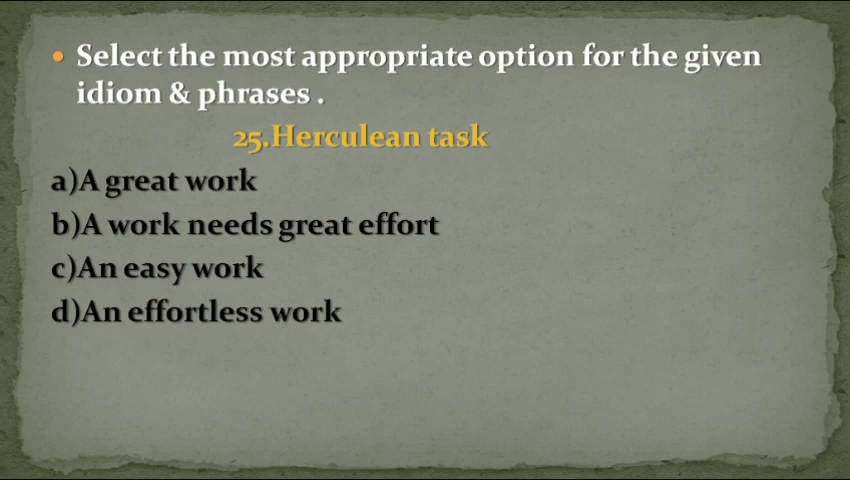 • Select the most appropriate option for the given
idiom & phrases .
25.Herculean task
a)A great work
b)A work needs great effort
c)An easy work
d)An effortless work